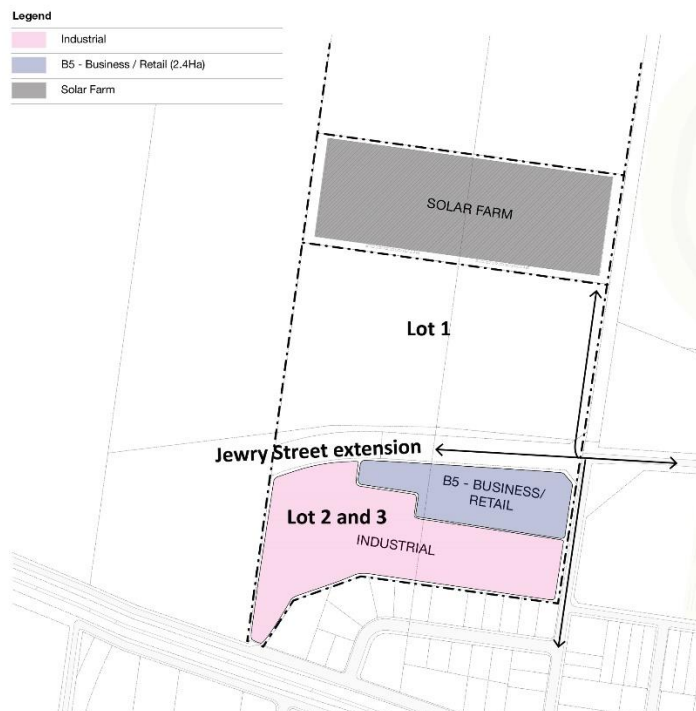 Legend
Industrial
B5 - Business / Retail (2.4Ha)
Solar Farm
SOLAR FARM
Lot 1
Jewry Street extension
B5 - BUSINESS/
RETAIL
Lot 2 and 3
INDUSTRIAL